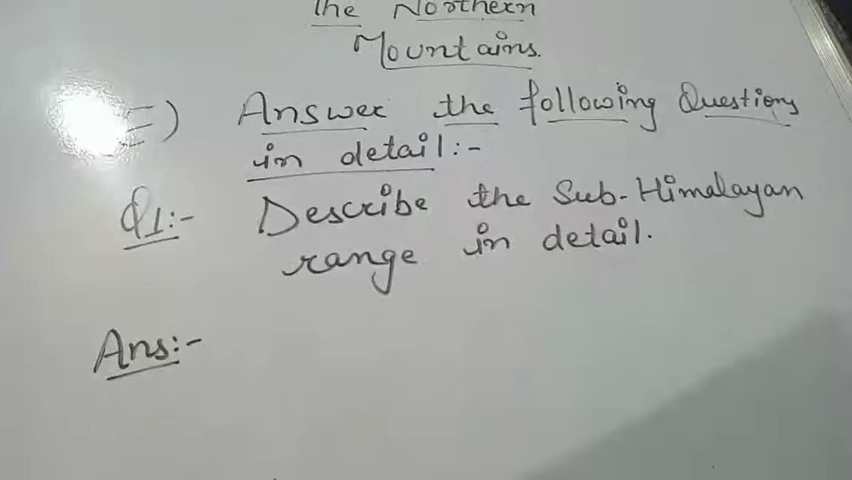 The Northern
Mountains.
E) Answer the following Questions
in detail:-
Q1:- Describe the Sub-Himalayan
range in detail.
Ans:-